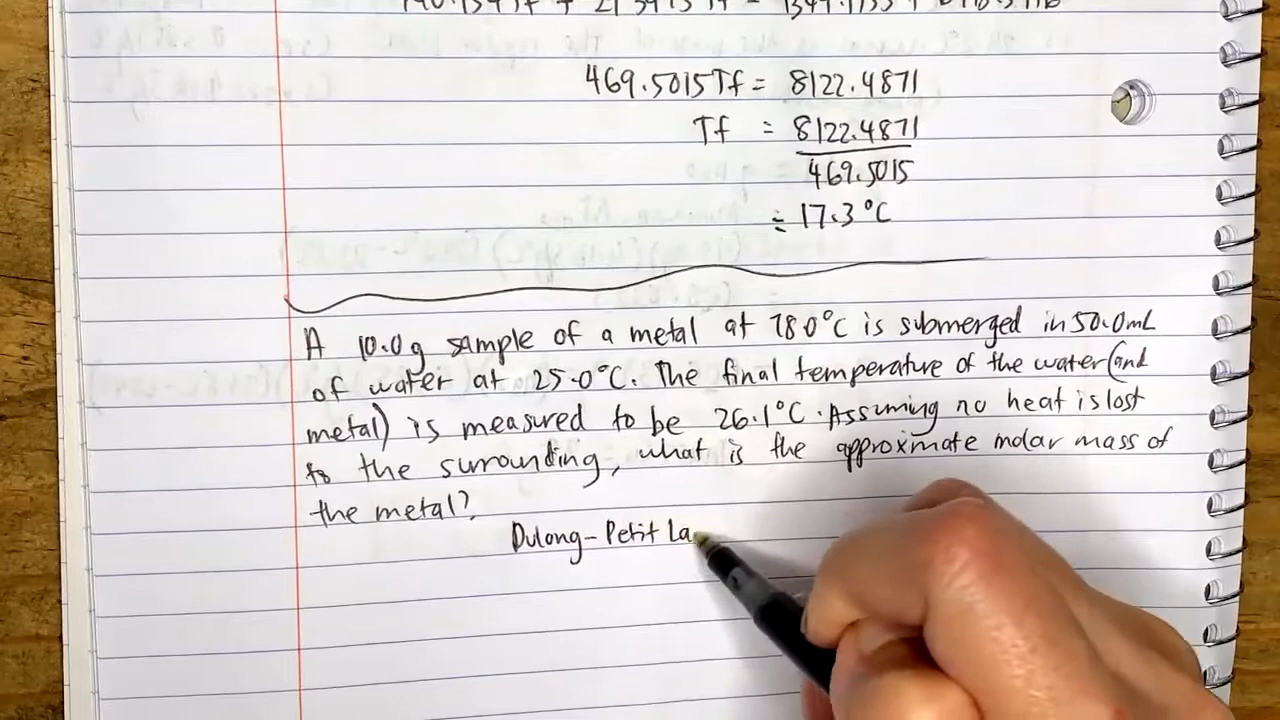 469.5015Tf = 8122.4871
Tf = 8122.4871
469.5015
= 17.3°C
A 10.0g sample of a metal at 78.0°C is submerged in 50.0mL
of water at 25.0°C. The final temperature of the water (and
metal) is measured to be 26.1°C. Assuming no heat is lost
to the surrounding, what is the approximate molar mass of
the metal?
Dulong-Petit La